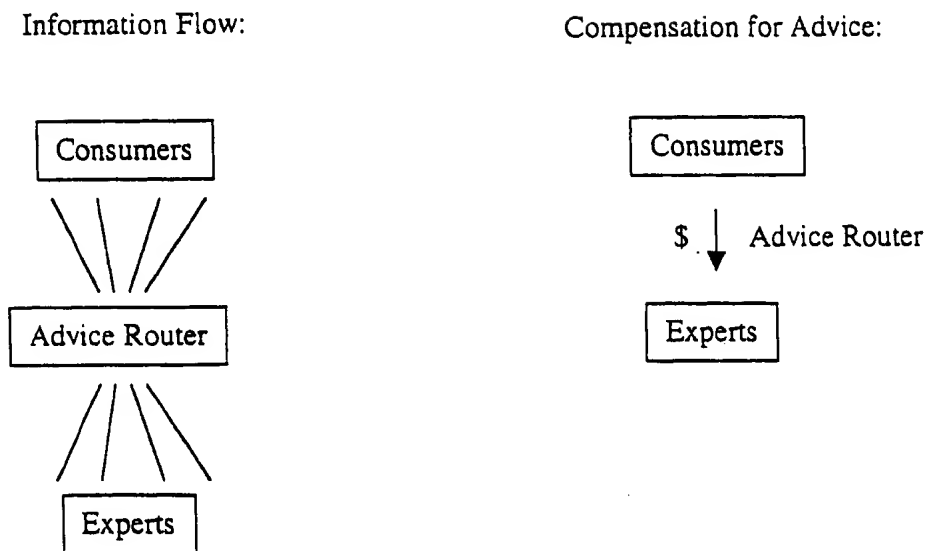 Information Flow:
Consumers
Advice Router
Experts
Compensation for Advice:
Consumers
$ Advice Router
Experts